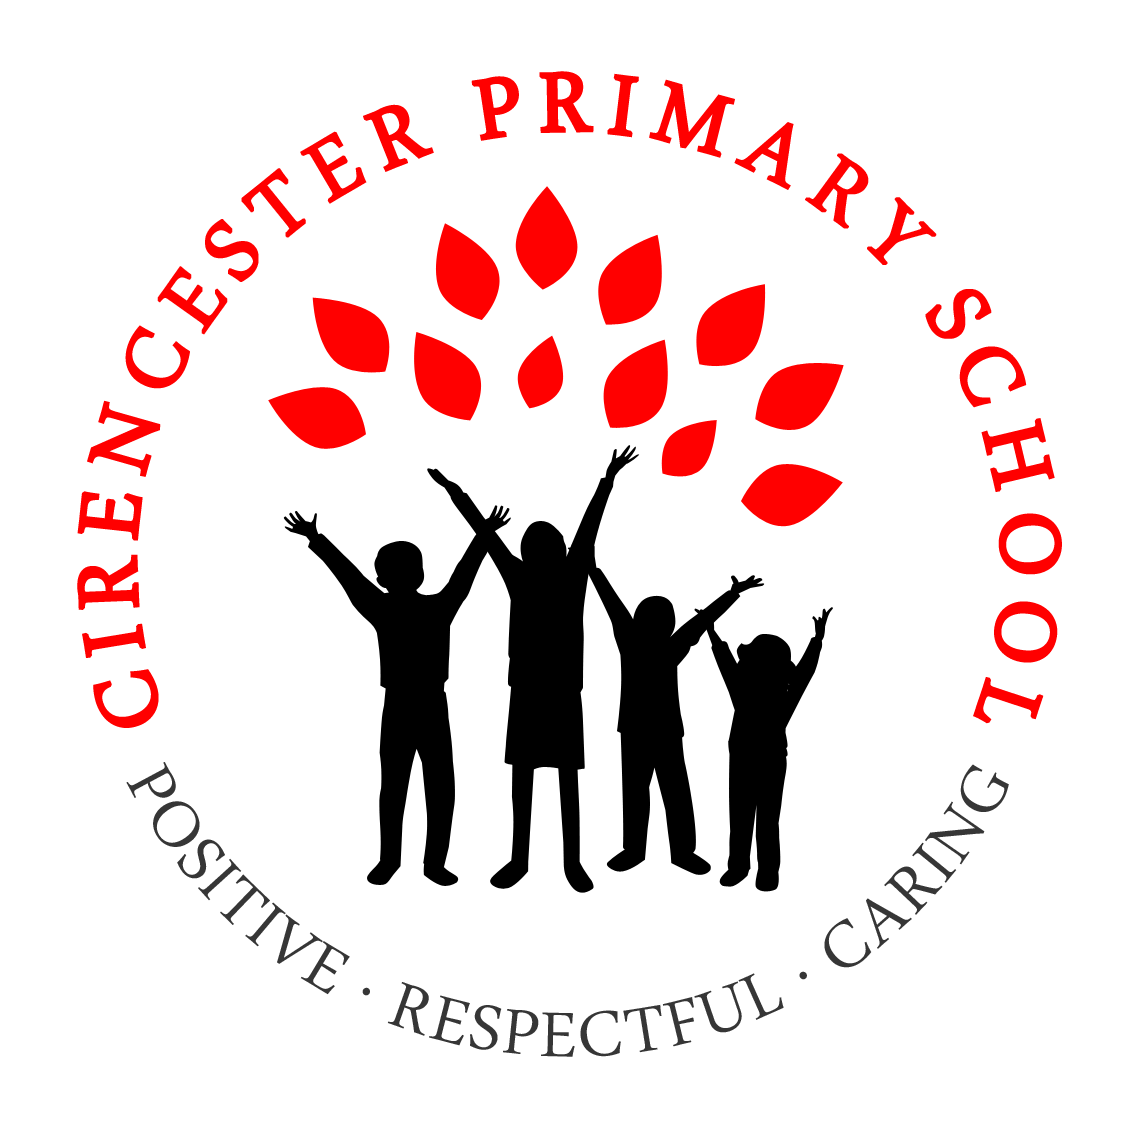 CIRENCESTER PRIMARY SCHOOL
POSITIVE · RESPECTFUL · CARING